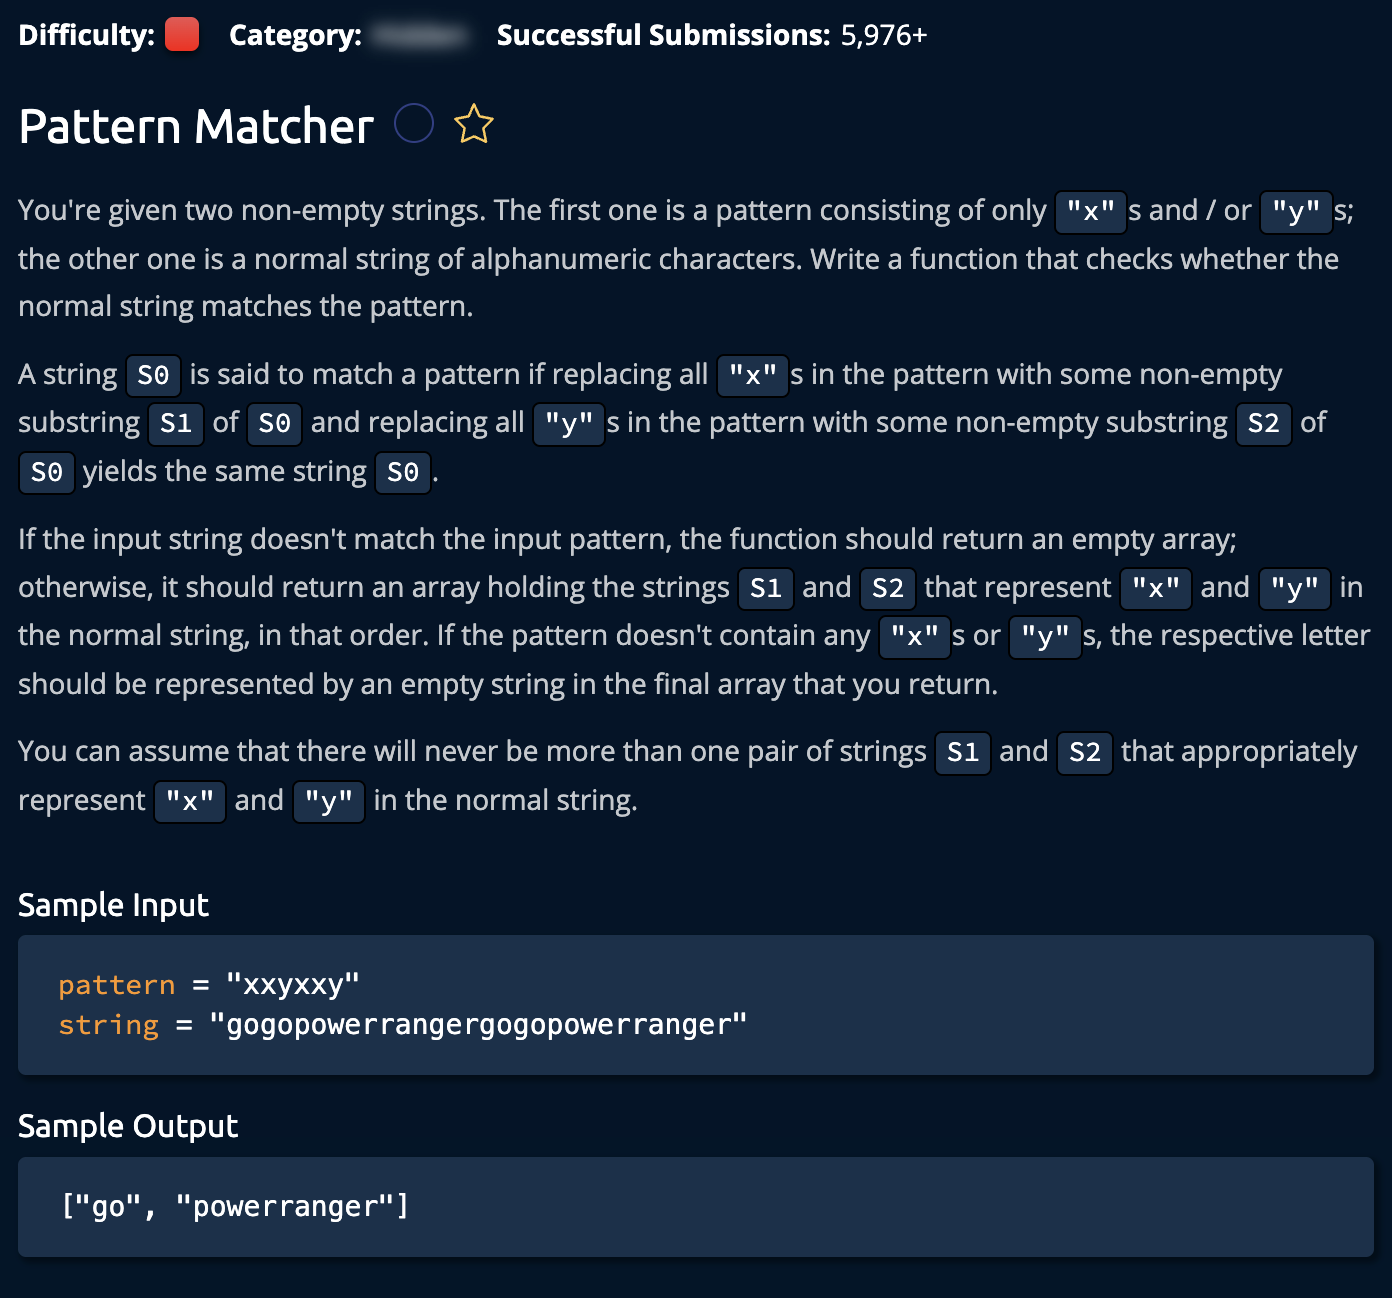 Difficulty: Category: Successful Submissions: 5,976+
Pattern Matcher
You're given two non-empty strings. The first one is a pattern consisting of only "x" s and / or "y" s;
the other one is a normal string of alphanumeric characters. Write a function that checks whether the
normal string matches the pattern.
A string S0 is said to match a pattern if replacing all "x" s in the pattern with some non-empty
substring S1 of S0 and replacing all "y" s in the pattern with some non-empty substring S2 of
S0 yields the same string S0 .
If the input string doesn't match the input pattern, the function should return an empty array;
otherwise, it should return an array holding the strings S1 and S2 that represent "x" and "y" in
the normal string, in that order. If the pattern doesn't contain any "x" s or "y" s, the respective letter
should be represented by an empty string in the final array that you return.
You can assume that there will never be more than one pair of strings S1 and S2 that appropriately
represent "x" and "y" in the normal string.
Sample Input
pattern = "xxyxxy"
string = "gogopowerrangergogopowerranger"
Sample Output
["go", "powerranger"]